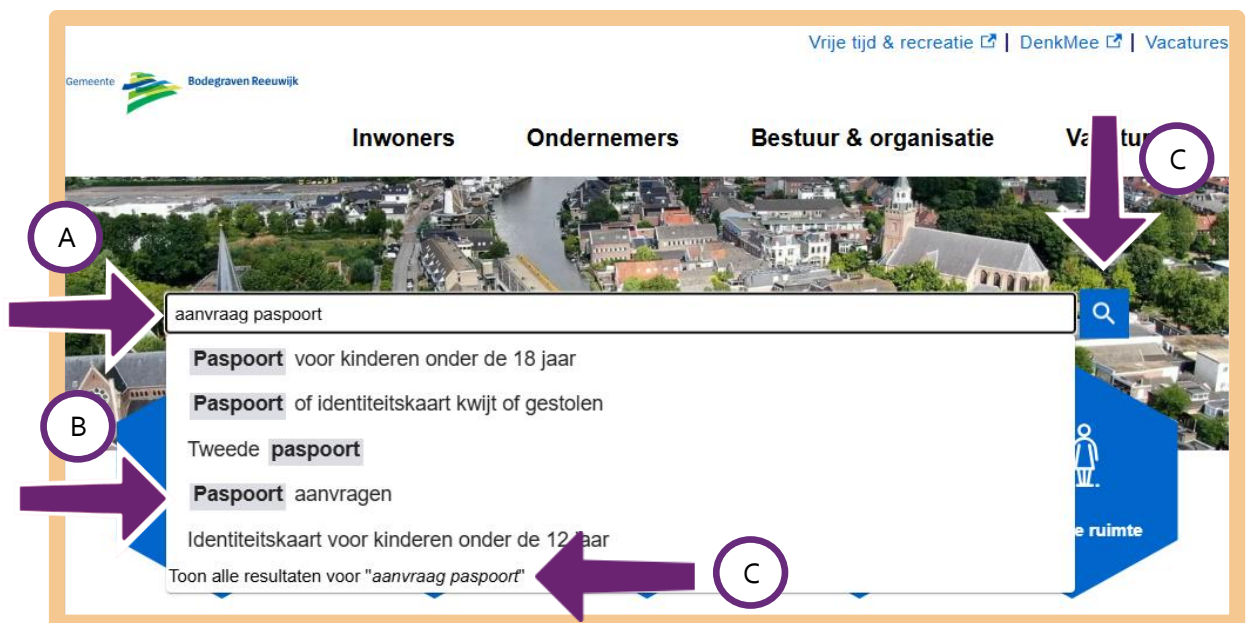 Vrije tijd & recreatie | DenkMee | Vacatures
Gemeente Bodegraven Reeuwijk
Inwoners Ondernemers Bestuur & organisatie
C
A
aanvraag paspoort
Paspoort voor kinderen onder de 18 jaar
Paspoort of identiteitskaart kwijt of gestolen
B
Tweede paspoort
Paspoort aanvragen
Identiteitskaart voor kinderen onder de 12 jaar
e ruimte
Toon alle resultaten voor "aanvraag paspoort"
C